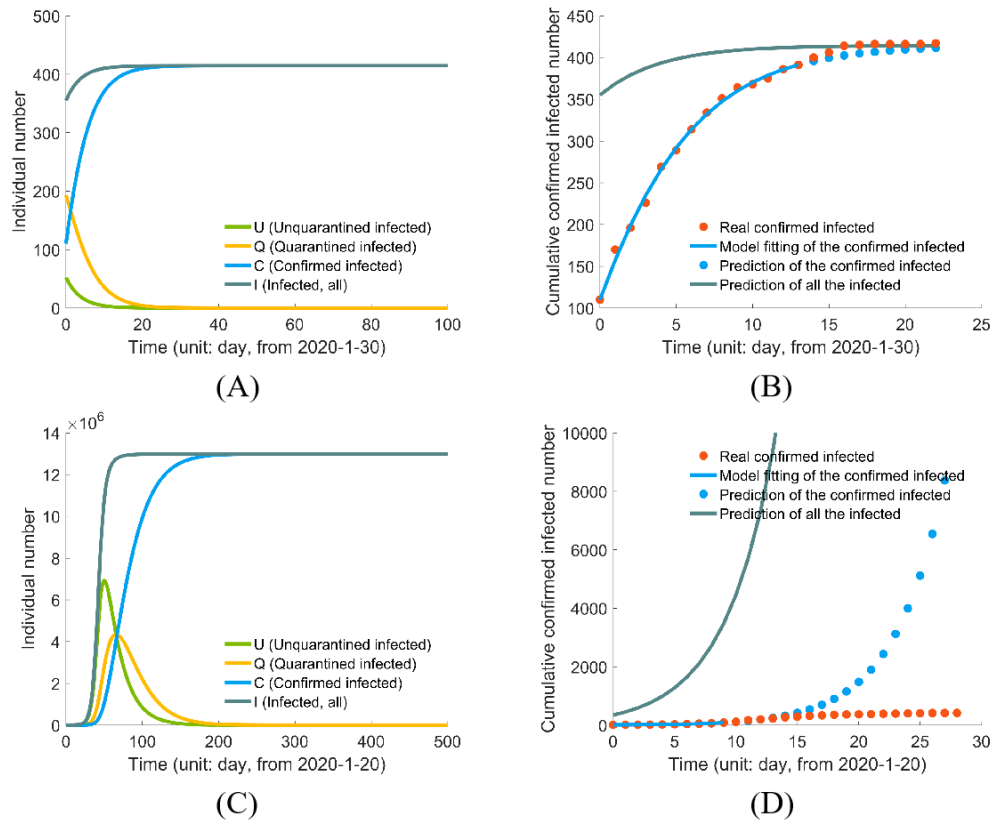 500
400
300
200
100
0
Individual number
U (Unquarantined infected)
Q (Quarantined infected)
C (Confirmed infected)
I (Infected, all)
0 20 40 60 80 100
Time (unit: day, from 2020-1-30)
(A)
450
400
350
300
250
200
150
100
Cumulative confirmed infected number
Real confirmed infected
Model fitting of the confirmed infected
Prediction of the confirmed infected
Prediction of all the infected
0 5 10 15 20 25
Time (unit: day, from 2020-1-30)
(B)
×10⁶
14
12
10
8
6
4
2
0
Individual number
U (Unquarantined infected)
Q (Quarantined infected)
C (Confirmed infected)
I (Infected, all)
0 100 200 300 400 500
Time (unit: day, from 2020-1-20)
(C)
10000
8000
6000
4000
2000
0
Cumulative confirmed infected number
Real confirmed infected
Model fitting of the confirmed infected
Prediction of the confirmed infected
Prediction of all the infected
0 5 10 15 20 25 30
Time (unit: day, from 2020-1-20)
(D)